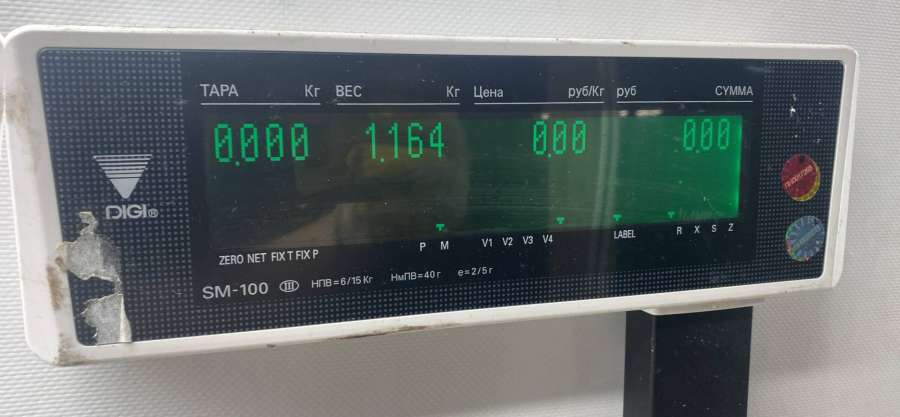 ТАРА Кг ВЕС Кг Цена руб/Кг руб СУММА
0.000 1.164 0.00 0.00
DIGI®
P M V1 V2 V3 V4 LABEL R X S Z
ZERO NET FIX T FIX P
SM-100 III НПВ=6/15 Кг НмПВ=40 г e=2/5 г